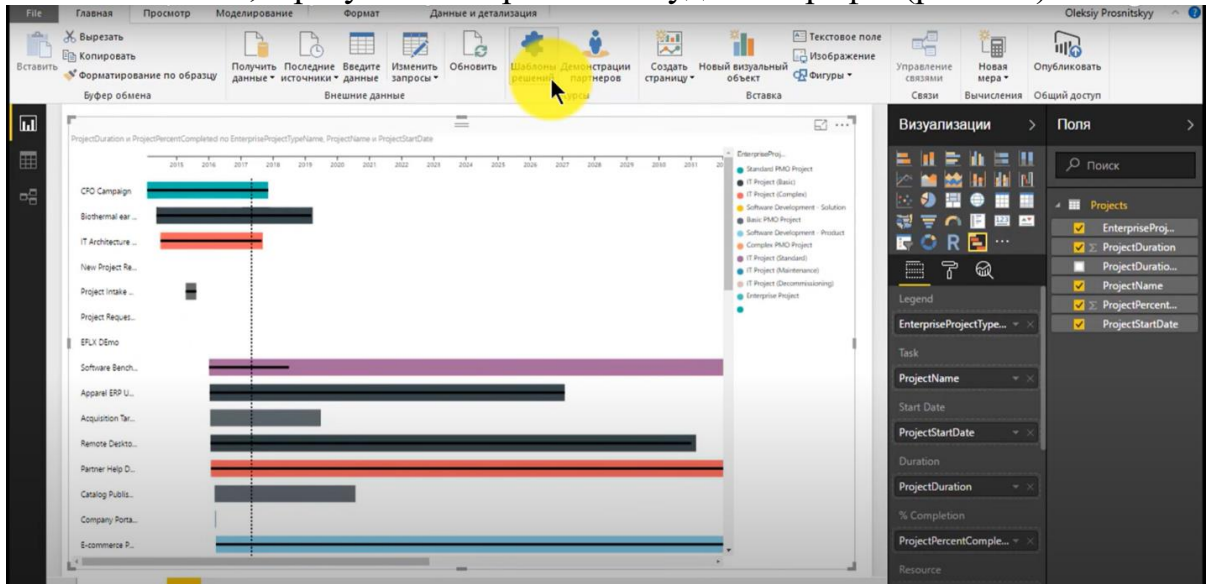 File Главная Просмотр Моделирование Формат Данные и детализация Oleksiy Prosnitskyy
Вставить
Вырезать
Копировать
Форматирование по образцу
Буфер обмена
Получить данные
Последние источники
Введите данные
Изменить запросы
Обновить
Внешние данные
Шаблоны решений
Демонстрации партнеров
Создать страницу
Новый визуальный объект
Текстовое поле
Изображение
Фигуры
Вставка
Управление связями
Связи
Новая мера
Вычисления
Опубликовать
Общий доступ
ProjectDuration и ProjectPercentCompleted по EnterpriseProjectTypeName, ProjectName и ProjectStartDate
2015 2016 2017 2018 2019 2020 2021 2022 2023 2024 2025 2026 2027 2028 2029 2030 2031 20
CFO Campaign
Biothermal ear ...
IT Architecture ...
New Project Re...
Project Intake ...
Project Reques...
EFLX DEmo
Software Bench...
Apparel ERP U...
Acquisition Tar...
Remote Deskto...
Partner Help D...
Catalog Publis...
Company Porta...
E-commerce P...
EnterpriseProj...
Standard PMO Project
IT Project (Basic)
IT Project (Complex)
Software Development - Solution
Basic PMO Project
Software Development - Product
Complex PMO Project
IT Project (Standard)
IT Project (Maintenance)
IT Project (Decommissioning)
Enterprise Project
Визуализации
Legend
EnterpriseProjectType...
Task
ProjectName
Start Date
ProjectStartDate
Duration
ProjectDuration
% Completion
ProjectPercentComple...
Resource
Поля
Поиск
Projects
EnterpriseProj...
ProjectDuration
ProjectDuratio...
ProjectName
ProjectPercent...
ProjectStartDate